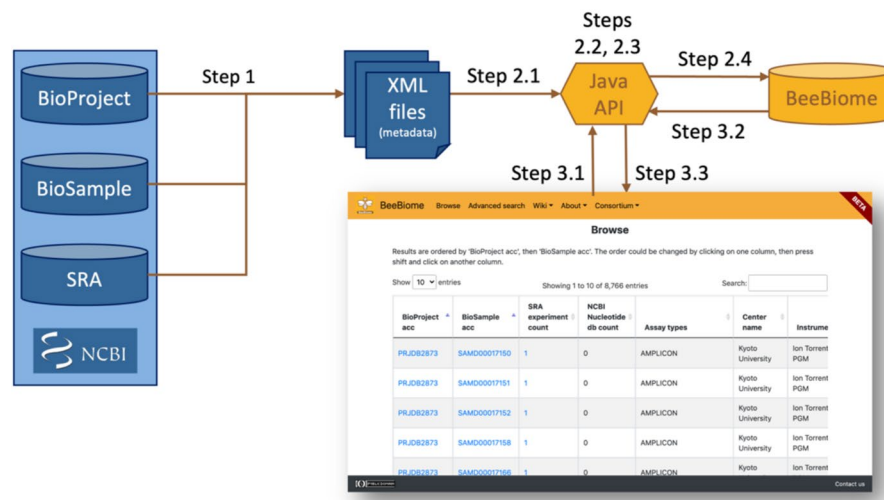 Steps
2.2, 2.3
Step 1
Step 2.1
Step 2.4
BioProject
XML
files
(metadata)
Java
API
BeeBiome
Step 3.2
BioSample
Step 3.1
Step 3.3
SRA
NCBI
BeeBiome Browse Advanced search Wiki About Consortium
BETA
Browse
Results are ordered by 'BioProject acc', then 'BioSample acc'. The order could be changed by clicking on one column, then press
shift and click on another column.
Show 10 entries Showing 1 to 10 of 8,766 entries Search:
BioProject acc BioSample acc SRA experiment count NCBI Nucleotide db count Assay types Center name Instrume
PRJDB2873 SAMD00017150 1 0 AMPLICON Kyoto University Ion Torrent PGM
PRJDB2873 SAMD00017151 1 0 AMPLICON Kyoto University Ion Torrent PGM
PRJDB2873 SAMD00017152 1 0 AMPLICON Kyoto University Ion Torrent PGM
PRJDB2873 SAMD00017158 1 0 AMPLICON Kyoto University Ion Torrent PGM
PRJDB2873 SAMD00017166 1 0 AMPLICON Kyoto Ion Torrent
Contact us